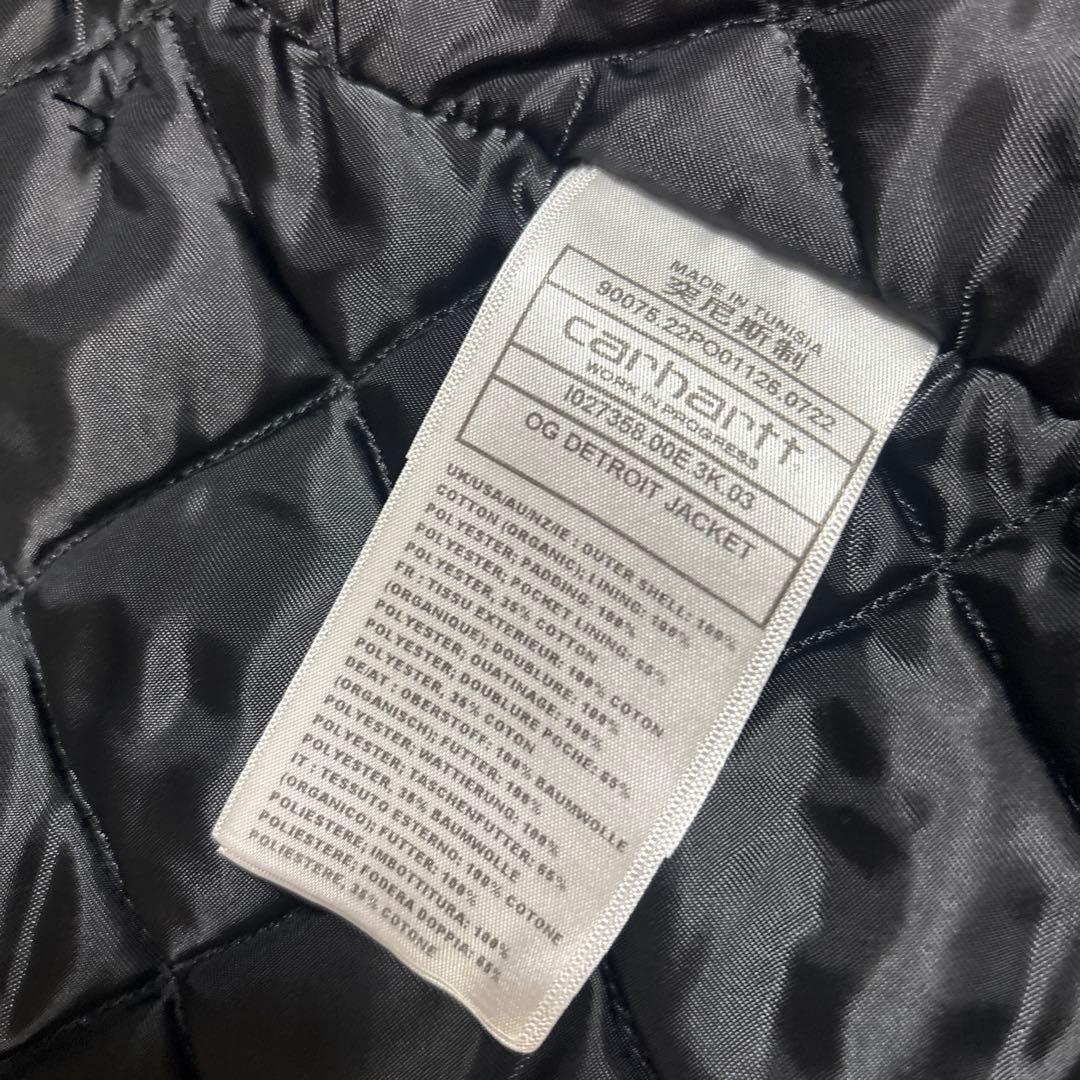 MADE IN TUNISIA
突尼斯制
90075.22PO01126.0722
carhartt
WORK IN PROGRESS
I027358.00E.3K.03
OG DETROIT JACKET
UK/USA/AU/NZ/IE : OUTER SHELL: 100%
COTTON (ORGANIC); LINING: 100%
POLYESTER; PADDING: 100%
POLYESTER; POCKET LINING: 65%
POLYESTER, 35% COTTON
FR : TISSU EXTERIEUR: 100% COTON
(ORGANIQUE); DOUBLURE: 100%
POLYESTER; OUATINAGE: 100%
POLYESTER; DOUBLURE POCHE: 65%
POLYESTER, 35% COTON
DE/AT : OBERSTOFF: 100% BAUMWOLLE
(ORGANISCH); FUTTER: 100%
POLYESTER; WATTIERUNG: 100%
POLYESTER; TASCHENFUTTER: 65%
POLYESTER, 35% BAUMWOLLE
IT : TESSUTO ESTERNO: 100% COTONE
(ORGANICO); FUTTER: 100%
POLIESTERE; IMBOTTITURA: 100%
POLIESTERE; FODERA DOPPIA: 65%
POLIESTERE, 35% COTONE